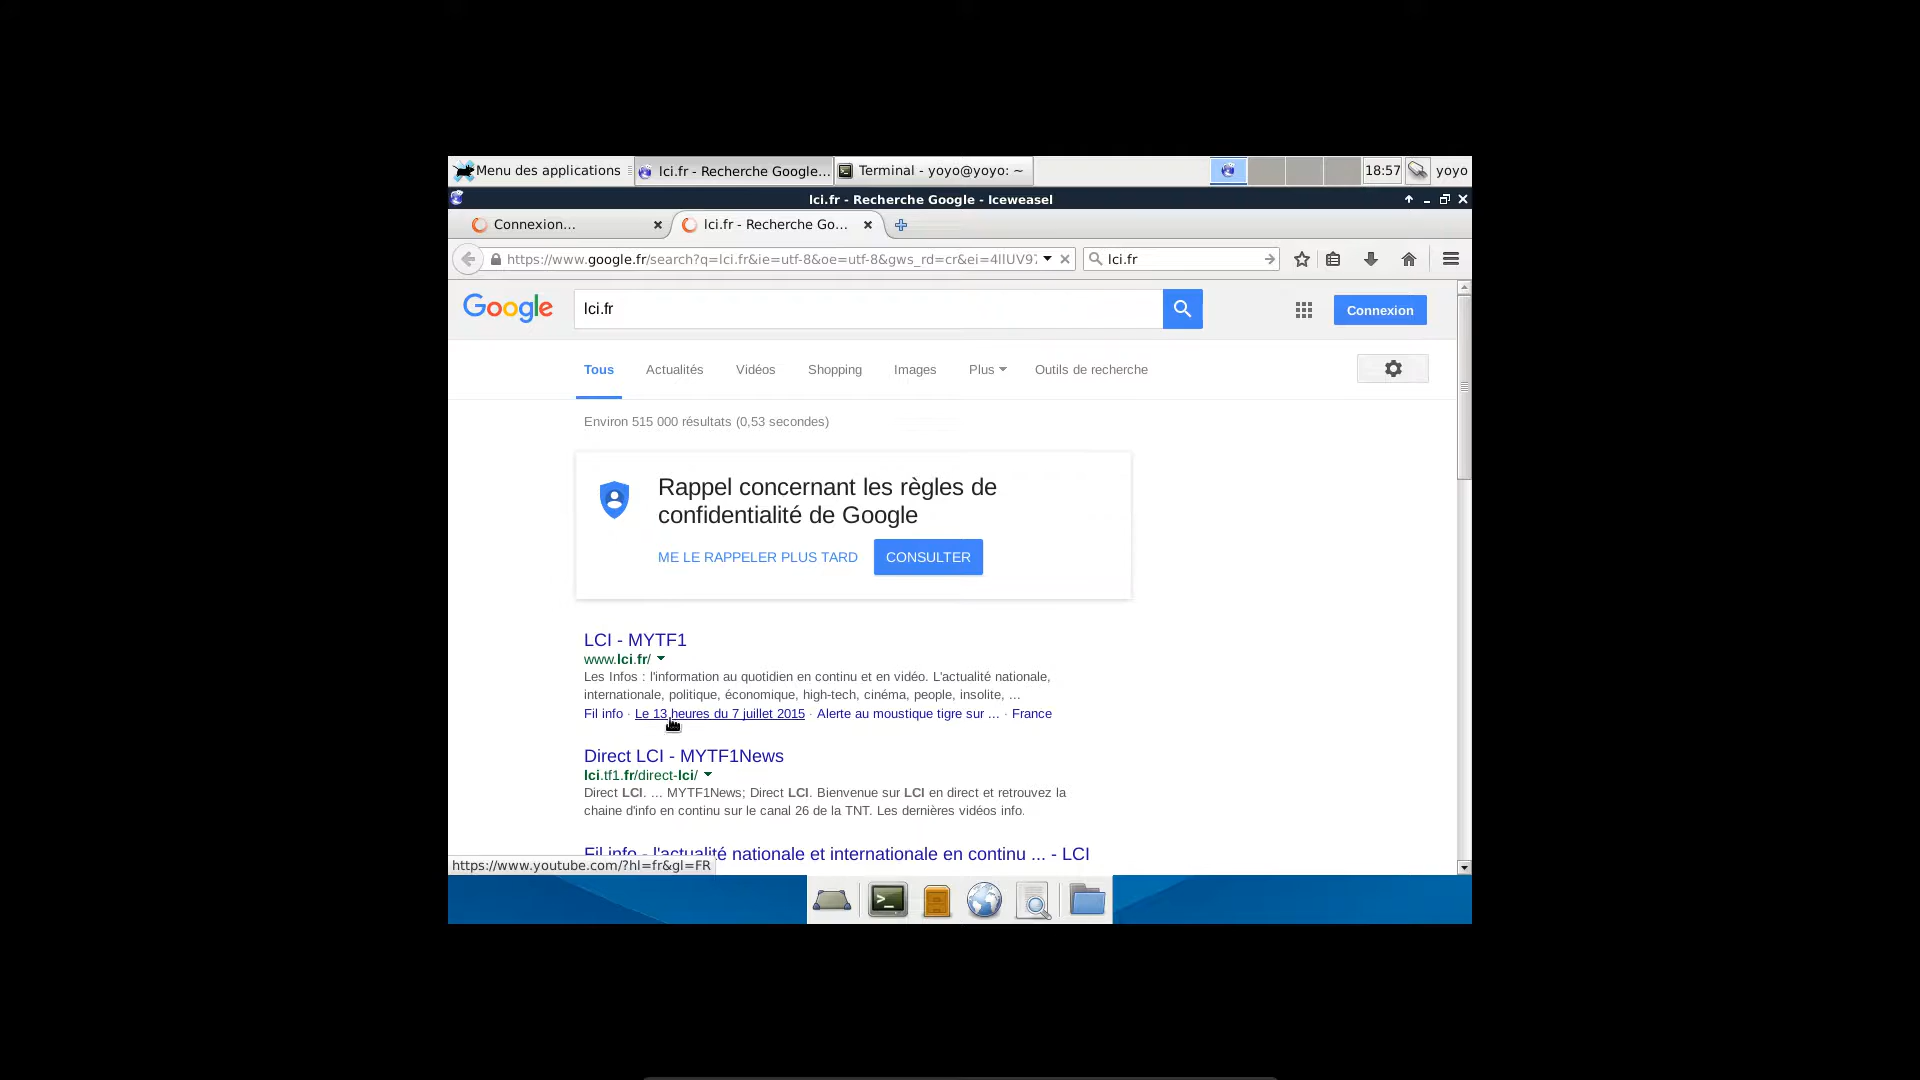 Menu des applications
lci.fr - Recherche Google...
Terminal - yoyo@yoyo: ~
18:57
yoyo
lci.fr - Recherche Google - Iceweasel
Connexion...
lci.fr - Recherche Go...
https://www.google.fr/search?q=lci.fr&ie=utf-8&oe=utf-8&gws_rd=cr&ei=
lci.fr
Google
lci.fr
Connexion
Tous
Actualités
Vidéos
Shopping
Images
Plus
Outils de recherche
Environ 515 000 résultats (0,53 secondes)
Rappel concernant les règles de
confidentialité de Google
ME LE RAPPELER PLUS TARD
CONSULTER
LCI - MYTF1
www.lci.fr/
Les Infos : l'information au quotidien en continu et en vidéo. L'actualité nationale,
internationale, politique, économique, high-tech, cinéma, people, insolite, ...
Fil info · Le 13 heures du 7 juillet 2015 · Alerte au moustique tigre sur ... · France
Direct LCI - MYTF1News
lci.tf1.fr/direct-lci/
Direct LCI. ... MYTF1News; Direct LCI. Bienvenue sur LCI en direct et retrouvez la
chaine d'info en continu sur le canal 26 de la TNT. Les dernières vidéos info.
Fil info - l'actualité nationale et internationale en continu ... - LCI
https://www.youtube.com/?hl=fr&gl=FR